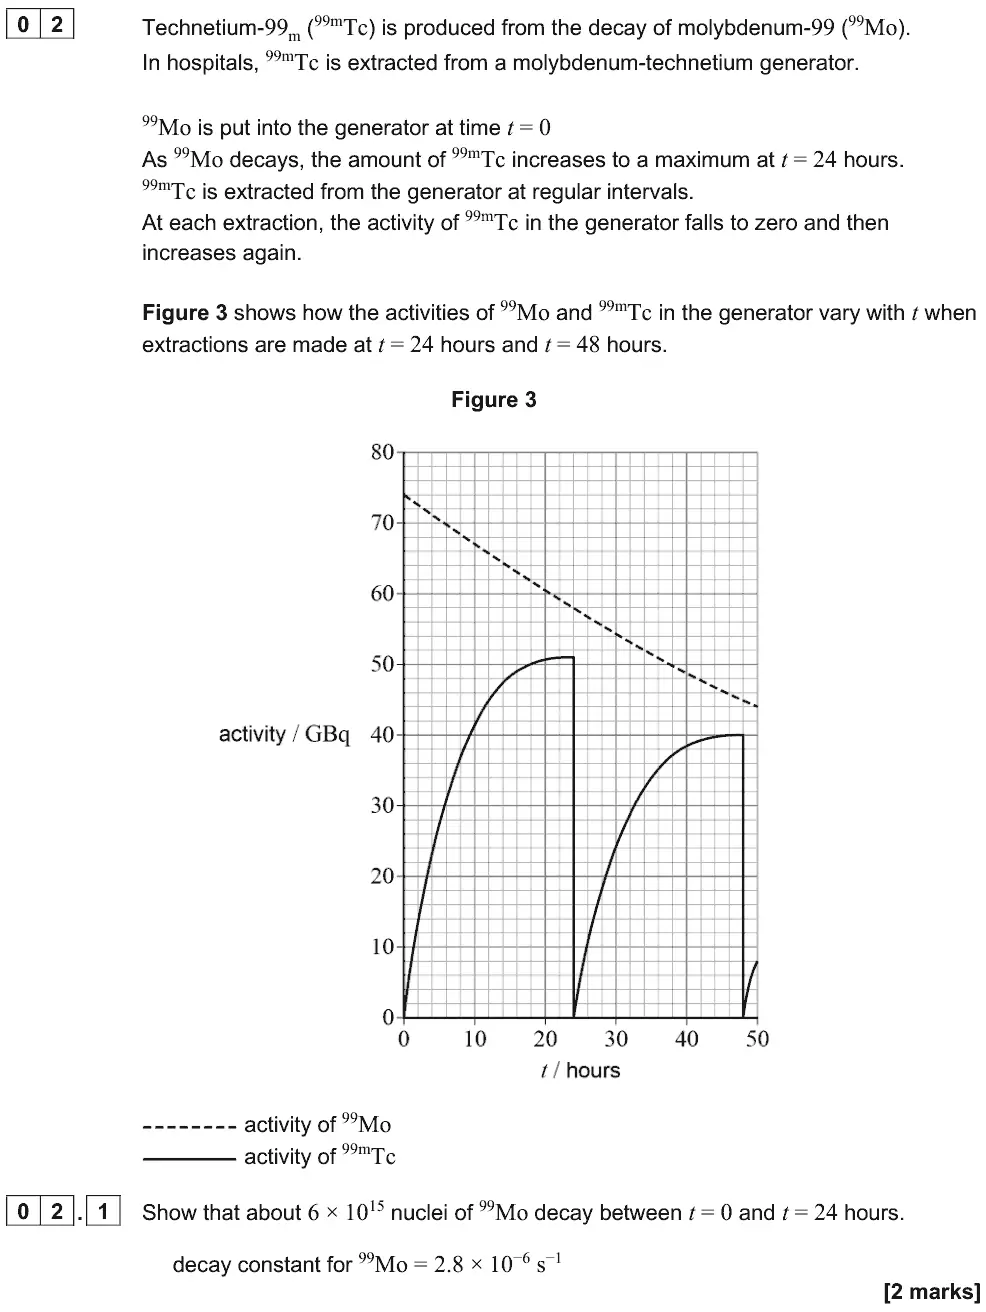 0 2 Technetium-99m (⁹⁹ᵐTc) is produced from the decay of molybdenum-99 (⁹⁹Mo).
In hospitals, ⁹⁹ᵐTc is extracted from a molybdenum-technetium generator.
⁹⁹Mo is put into the generator at time t = 0
As ⁹⁹Mo decays, the amount of ⁹⁹ᵐTc increases to a maximum at t = 24 hours.
⁹⁹ᵐTc is extracted from the generator at regular intervals.
At each extraction, the activity of ⁹⁹ᵐTc in the generator falls to zero and then
increases again.
Figure 3 shows how the activities of ⁹⁹Mo and ⁹⁹ᵐTc in the generator vary with t when
extractions are made at t = 24 hours and t = 48 hours.
Figure 3
80
70
60
50
activity / GBq 40
30
20
10
0
0 10 20 30 40 50
t / hours
activity of ⁹⁹Mo
activity of ⁹⁹ᵐTc
0 2 . 1 Show that about 6 × 10¹⁵ nuclei of ⁹⁹Mo decay between t = 0 and t = 24 hours.
decay constant for ⁹⁹Mo = 2.8 × 10⁻⁶ s⁻¹
[2 marks]